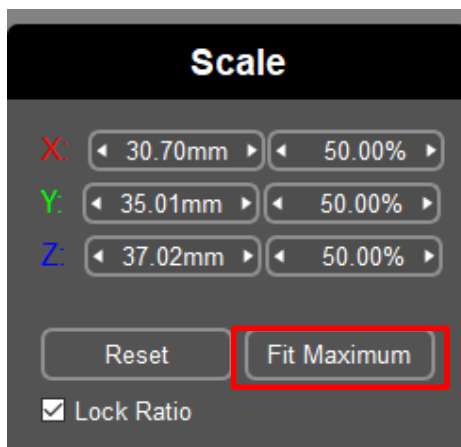 Scale
X: 30.70mm 50.00%
Y: 35.01mm 50.00%
Z: 37.02mm 50.00%
Reset Fit Maximum
Lock Ratio